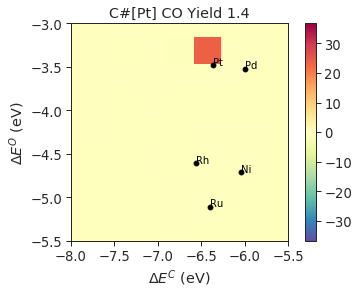 C#[Pt] CO Yield 1.4
ΔE^O (eV)
−3.0
−3.5
−4.0
−4.5
−5.0
−5.5
Pt
Pd
Rh
Ni
Ru
−8.0 −7.5 −7.0 −6.5 −6.0 −5.5
ΔE^C (eV)
30
20
10
0
−10
−20
−30